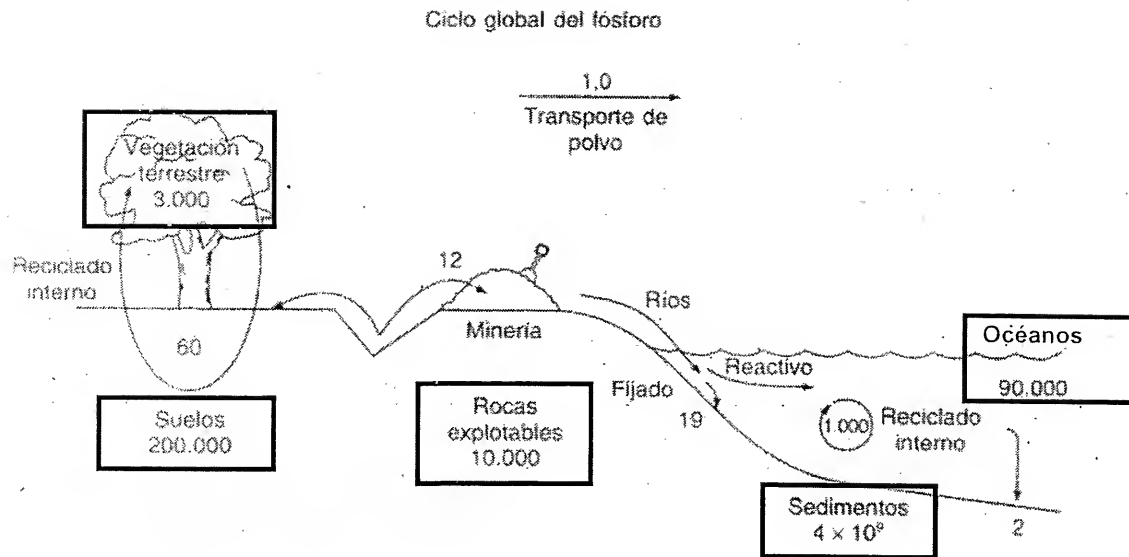 Ciclo global del fósforo
1,0
Transporte de
polvo
Vegetación
terrestre
3.000
Reciclado
interno
60
Suelos
200.000
12
Minería
Rocas
explotables
10.000
Ríos
Reactivo
Fijado
19
Océanos
90.000
1.000
Reciclado
interno
Sedimentos
4 × 10⁹
2